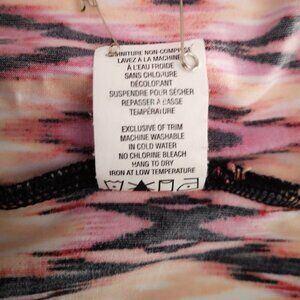 FINITURE NON-COMPRISE
LAVEZ À LA MACHINE
À L'EAU FROIDE
SANS CHLORURE
DÉCOLORANT
SUSPENDRE POUR SÉCHER
REPASSER À BASSE
TEMPÉRATURE
EXCLUSIVE OF TRIM
MACHINE WASHABLE
IN COLD WATER
NO CHLORINE BLEACH
HANG TO DRY
IRON AT LOW TEMPERATURE